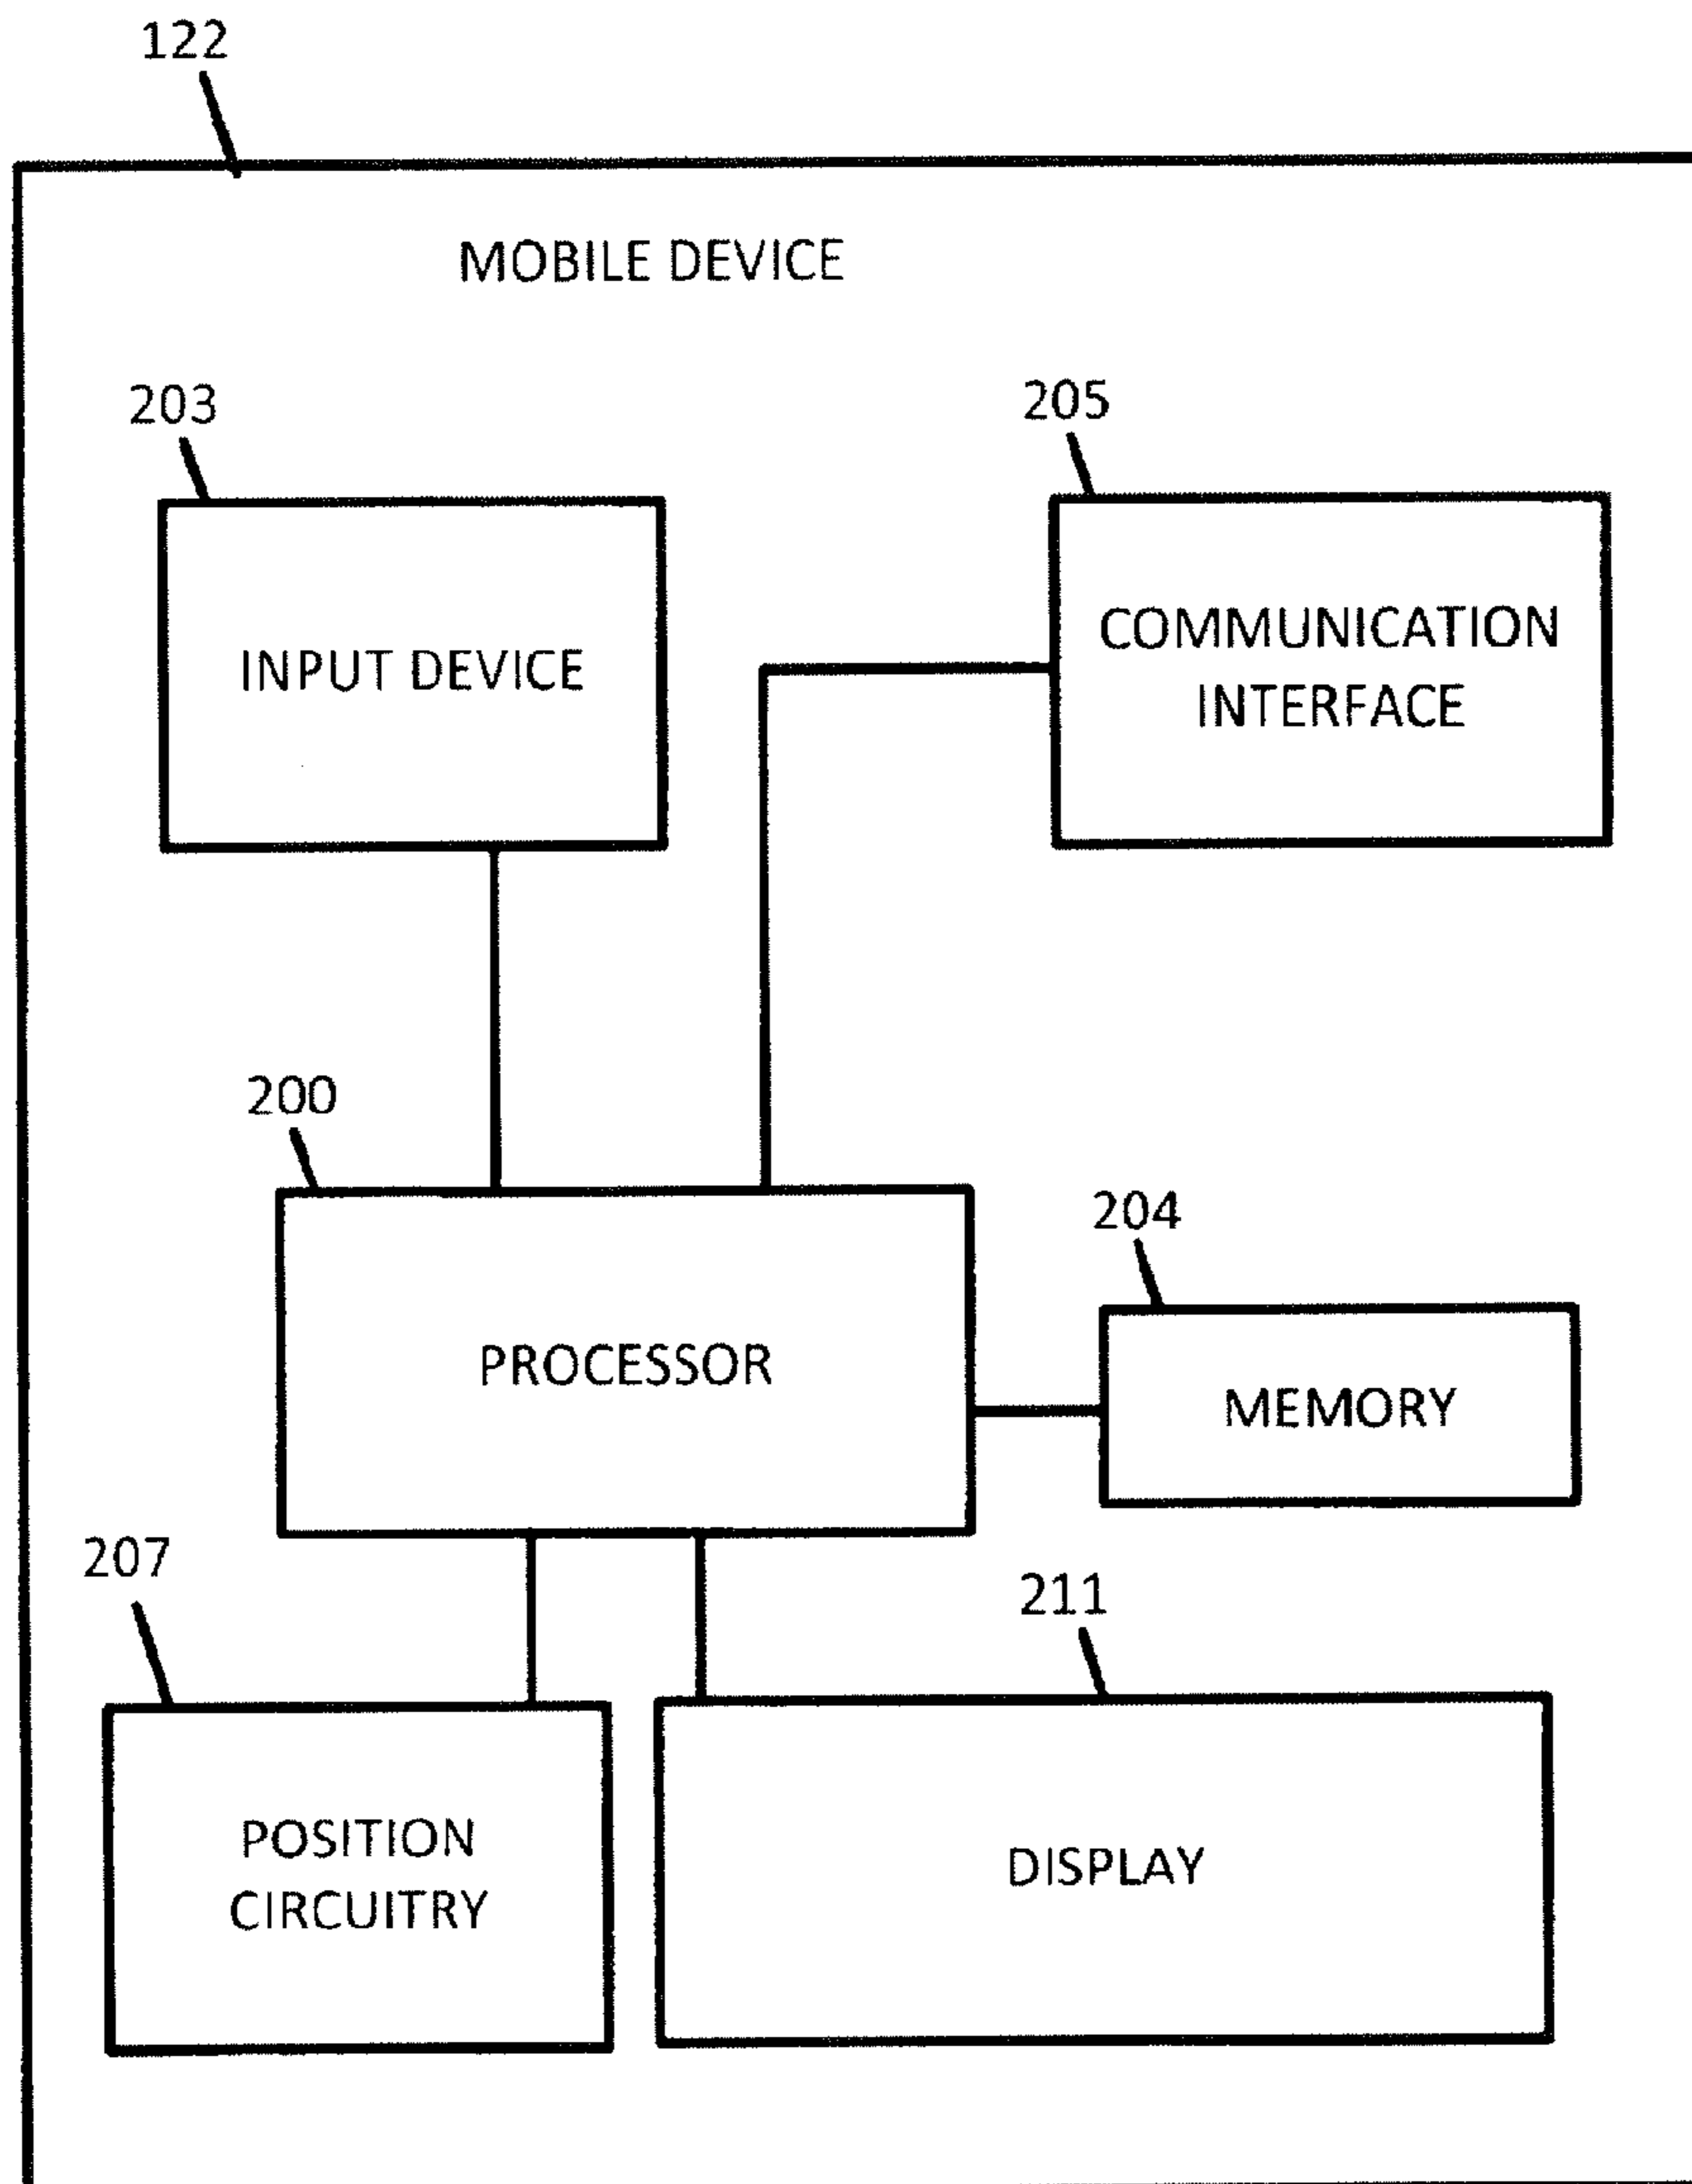 122
MOBILE DEVICE
203
205
INPUT DEVICE
COMMUNICATION
INTERFACE
200
204
PROCESSOR
MEMORY
207
211
POSITION
CIRCUITRY
DISPLAY